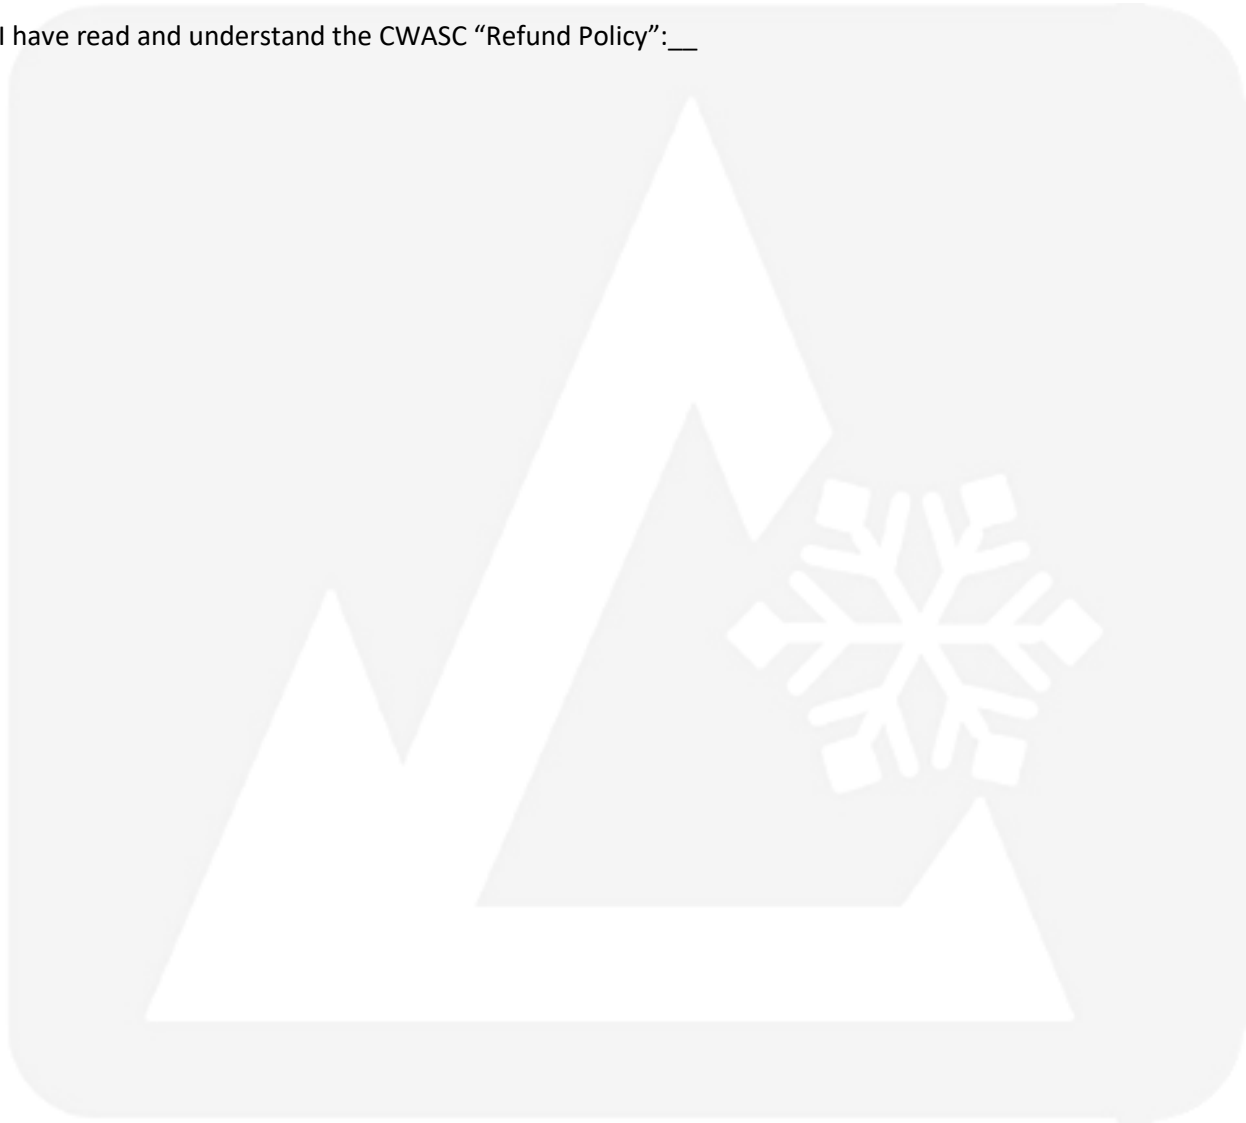 I have read and understand the CWASC “Refund Policy”:__